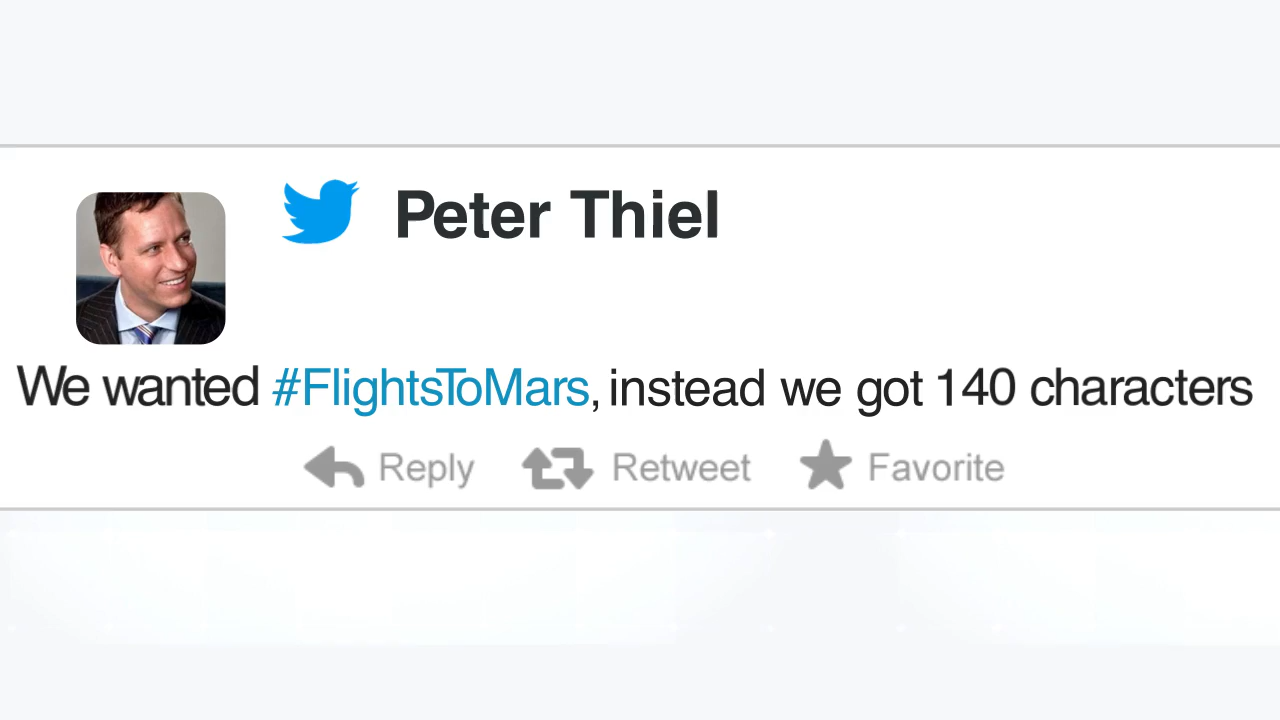 Peter Thiel
We wanted #FlightsToMars, instead we got 140 characters
Reply Retweet Favorite